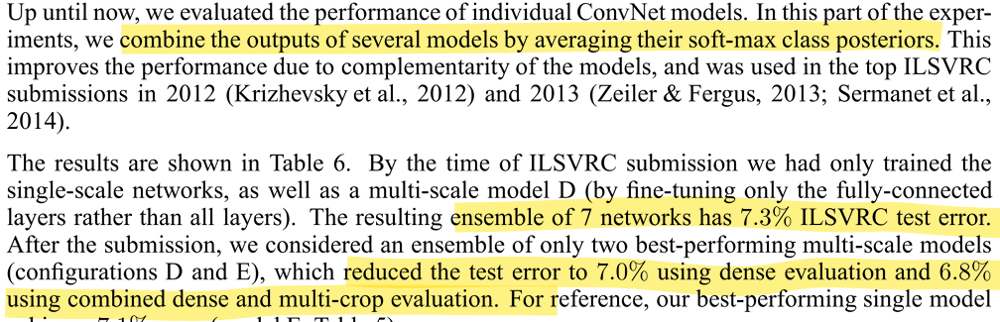 Up until now, we evaluated the performance of individual ConvNet models. In this part of the exper-
iments, we combine the outputs of several models by averaging their soft-max class posteriors. This
improves the performance due to complementarity of the models, and was used in the top ILSVRC
submissions in 2012 (Krizhevsky et al., 2012) and 2013 (Zeiler & Fergus, 2013; Sermanet et al.,
2014).
The results are shown in Table 6. By the time of ILSVRC submission we had only trained the
single-scale networks, as well as a multi-scale model D (by fine-tuning only the fully-connected
layers rather than all layers). The resulting ensemble of 7 networks has 7.3% ILSVRC test error.
After the submission, we considered an ensemble of only two best-performing multi-scale models
(configurations D and E), which reduced the test error to 7.0% using dense evaluation and 6.8%
using combined dense and multi-crop evaluation. For reference, our best-performing single model
7.1% (model E, Table 5)